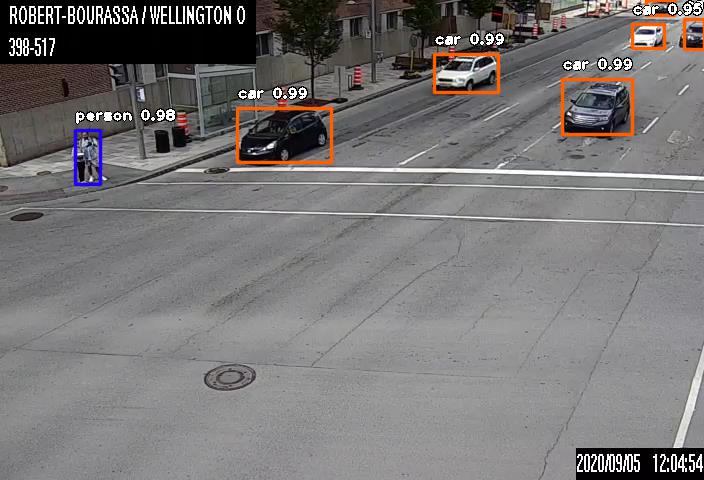 ROBERT-BOURASSA / WELLINGTON O
398-517
car 0.95
car 0.99
car 0.99
car 0.99
person 0.98
2020/09/05 12:04:54